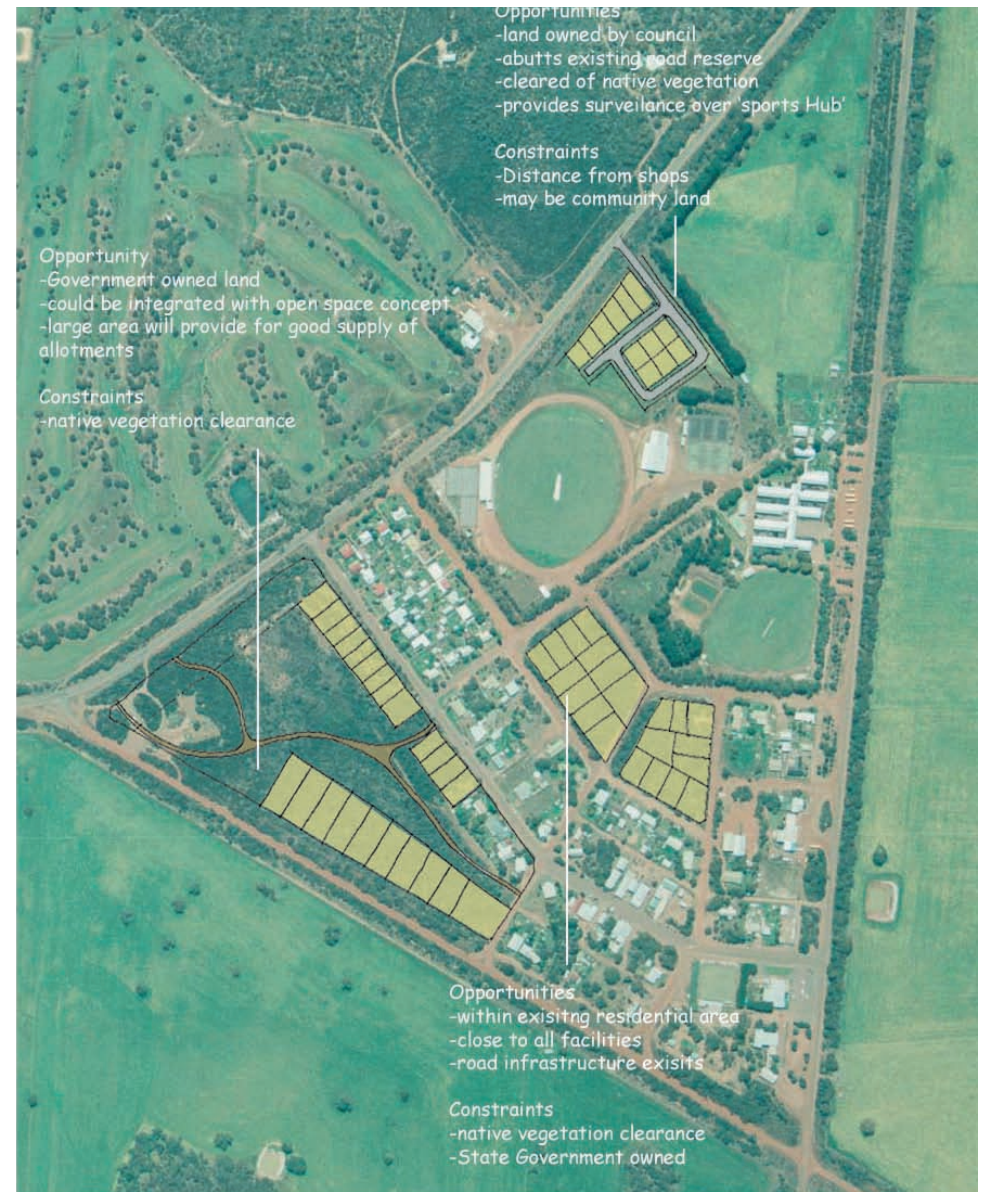 Opportunities
-land owned by council
-abutts existing road reserve
-cleared of native vegetation
-provides surveilance over 'sports Hub'
Constraints
-Distance from shops
-may be community land
Opportunity
-Government owned land
-could be integrated with open space concept
-large area will provide for good supply of
allotments
Constraints
-native vegetation clearance
Opportunities
-within exisitng residential area
-close to all facilities
-road infrastructure exisits
Constraints
-native vegetation clearance
-State Government owned